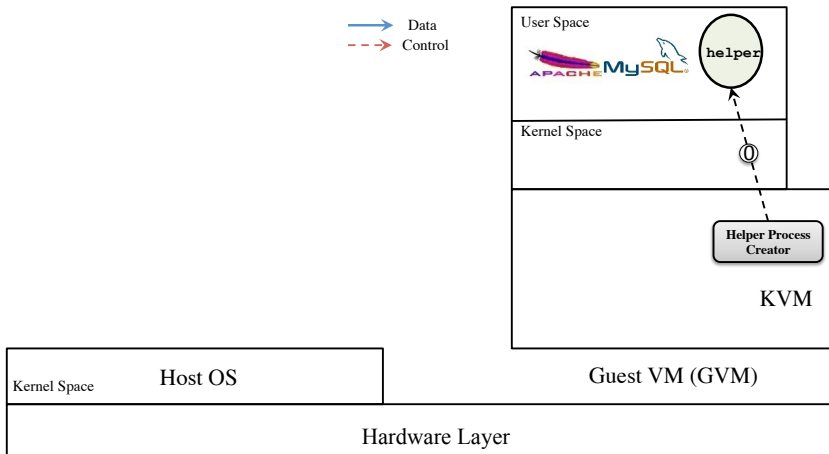 Data
Control
User Space
APACHE
MySQL®
helper
Kernel Space
0
Helper Process
Creator
KVM
Host OS
Kernel Space
Guest VM (GVM)
Hardware Layer